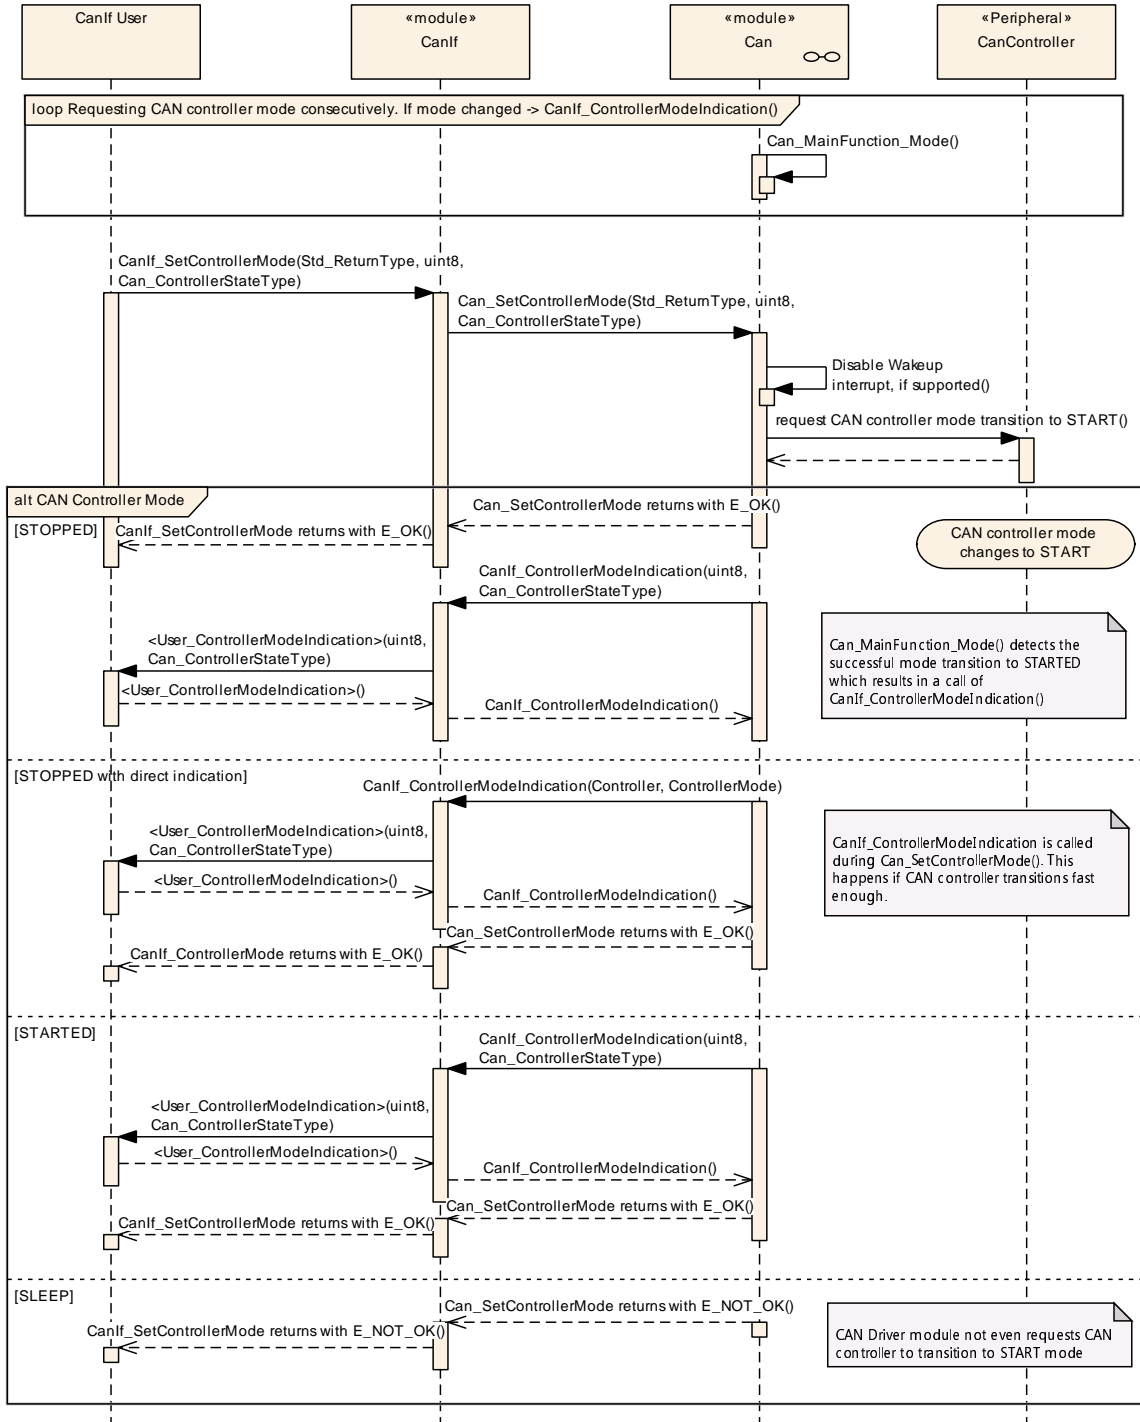 CanIf User
«module»
CanIf
«module»
Can
«Peripheral»
CanController
loop Requesting CAN controller mode consecutively. If mode changed -> CanIf_ControllerModeIndication()
Can_MainFunction_Mode()
CanIf_SetControllerMode(Std_ReturnType, uint8,
Can_ControllerStateType)
Can_SetControllerMode(Std_ReturnType, uint8,
Can_ControllerStateType)
Disable Wakeup
interrupt, if supported()
request CAN controller mode transition to START()
alt CAN Controller Mode
[STOPPED]
Can_SetControllerMode returns with E_OK()
CanIf_SetControllerMode returns with E_OK()
CAN controller mode
changes to START
CanIf_ControllerModeIndication(uint8,
Can_ControllerStateType)
<User_ControllerModeIndication>(uint8,
Can_ControllerStateType)
<User_ControllerModeIndication>()
CanIf_ControllerModeIndication()
Can_MainFunction_Mode() detects the
successful mode transition to STARTED
which results in a call of
CanIf_ControllerModeIndication()
[STOPPED with direct indication]
CanIf_ControllerModeIndication(Controller, ControllerMode)
<User_ControllerModeIndication>(uint8,
Can_ControllerStateType)
<User_ControllerModeIndication>()
CanIf_ControllerModeIndication()
Can_SetControllerMode returns with E_OK()
CanIf_ControllerMode returns with E_OK()
CanIf_ControllerModeIndication is called
during Can_SetControllerMode(). This
happens if CAN controller transitions fast
enough.
[STARTED]
CanIf_ControllerModeIndication(uint8,
Can_ControllerStateType)
<User_ControllerModeIndication>(uint8,
Can_ControllerStateType)
<User_ControllerModeIndication>()
CanIf_ControllerModeIndication()
Can_SetControllerMode returns with E_OK()
CanIf_SetControllerMode returns with E_OK()
[SLEEP]
Can_SetControllerMode returns with E_NOT_OK()
CanIf_SetControllerMode returns with E_NOT_OK()
CAN Driver module not even requests CAN
controller to transition to START mode